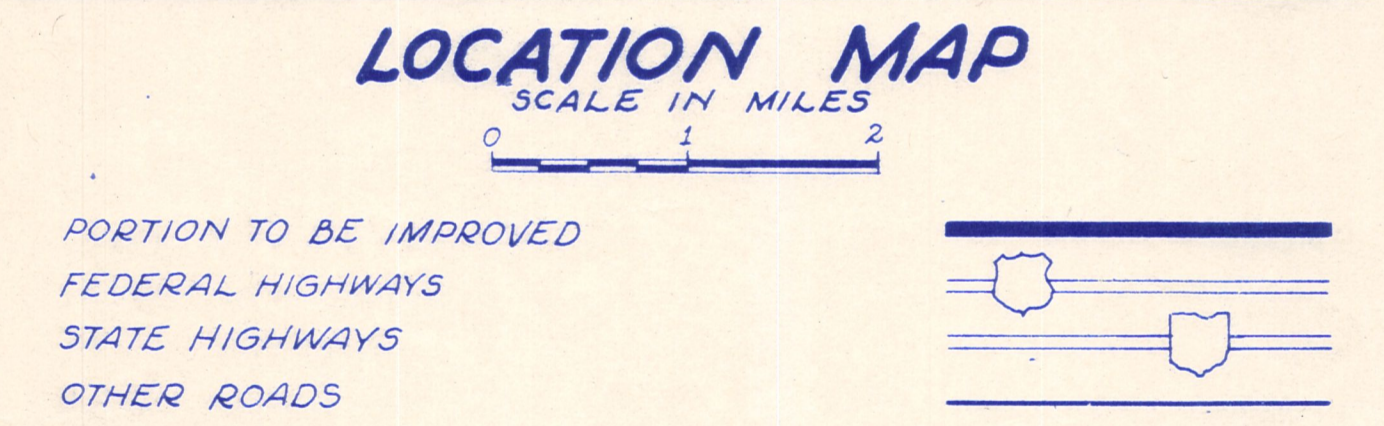 LOCATION MAP
SCALE IN MILES
0 1 2
PORTION TO BE IMPROVED
FEDERAL HIGHWAYS
STATE HIGHWAYS
OTHER ROADS